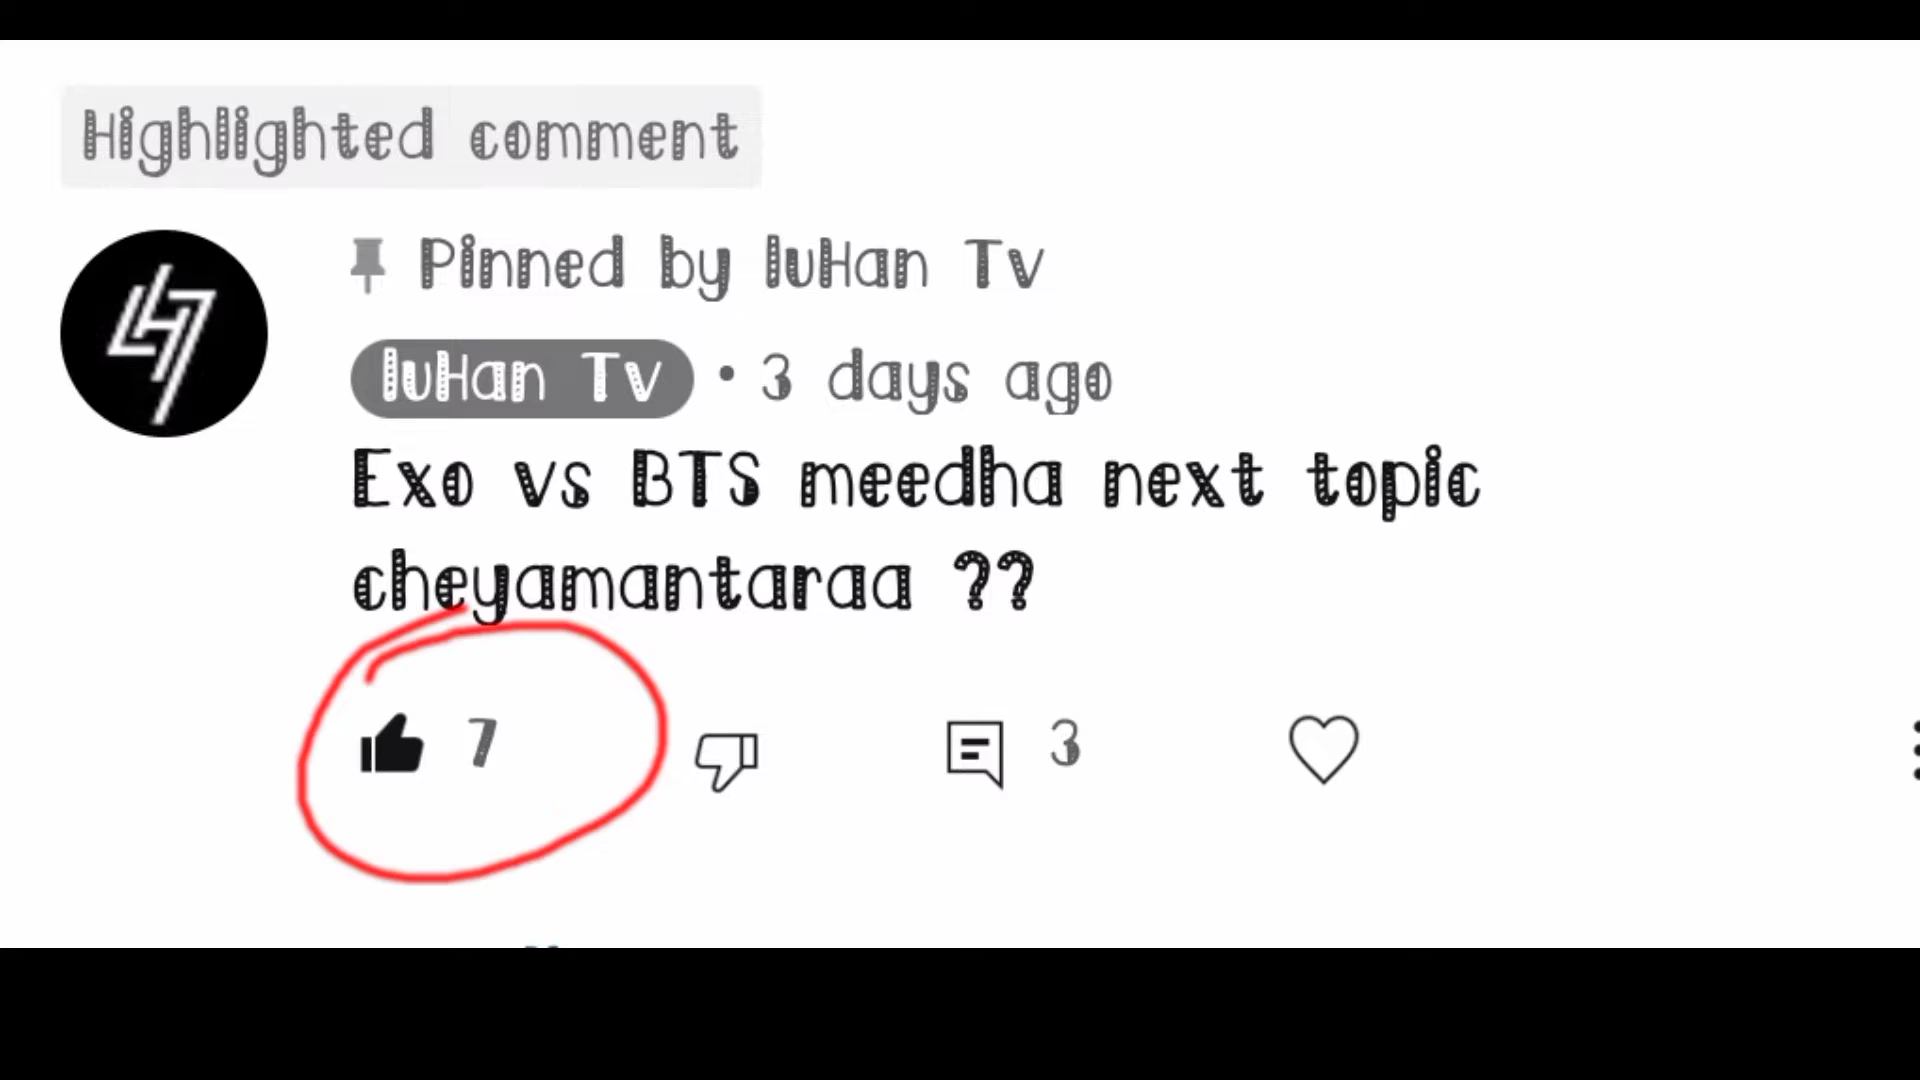 Highlighted comment
Pinned by luHan Tv
luHan Tv • 3 days ago
Exo vs BTS meedha next topic
cheyamantaraa ??
7 3